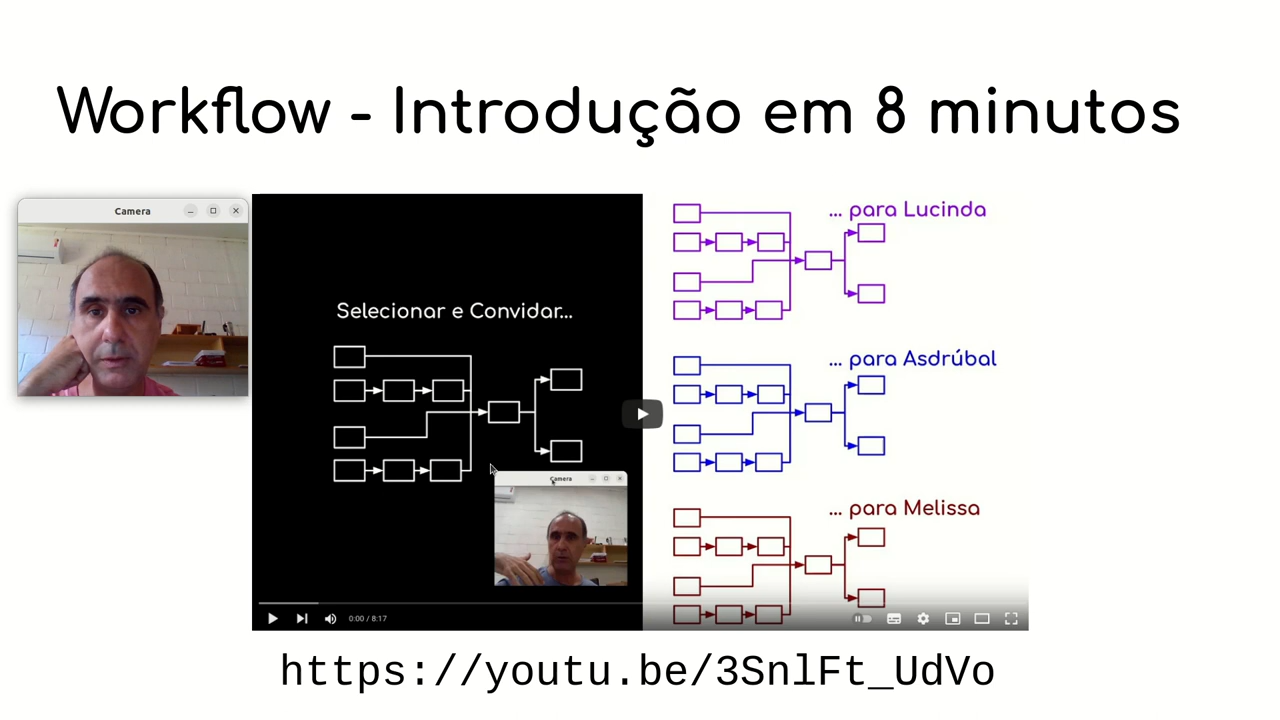 Workflow - Introdução em 8 minutos
Camera
Selecionar e Convidar...
... para Lucinda
... para Asdrúbal
... para Melissa
Camera
0:00 / 8:17
https://youtu.be/3SnlFt_UdVo